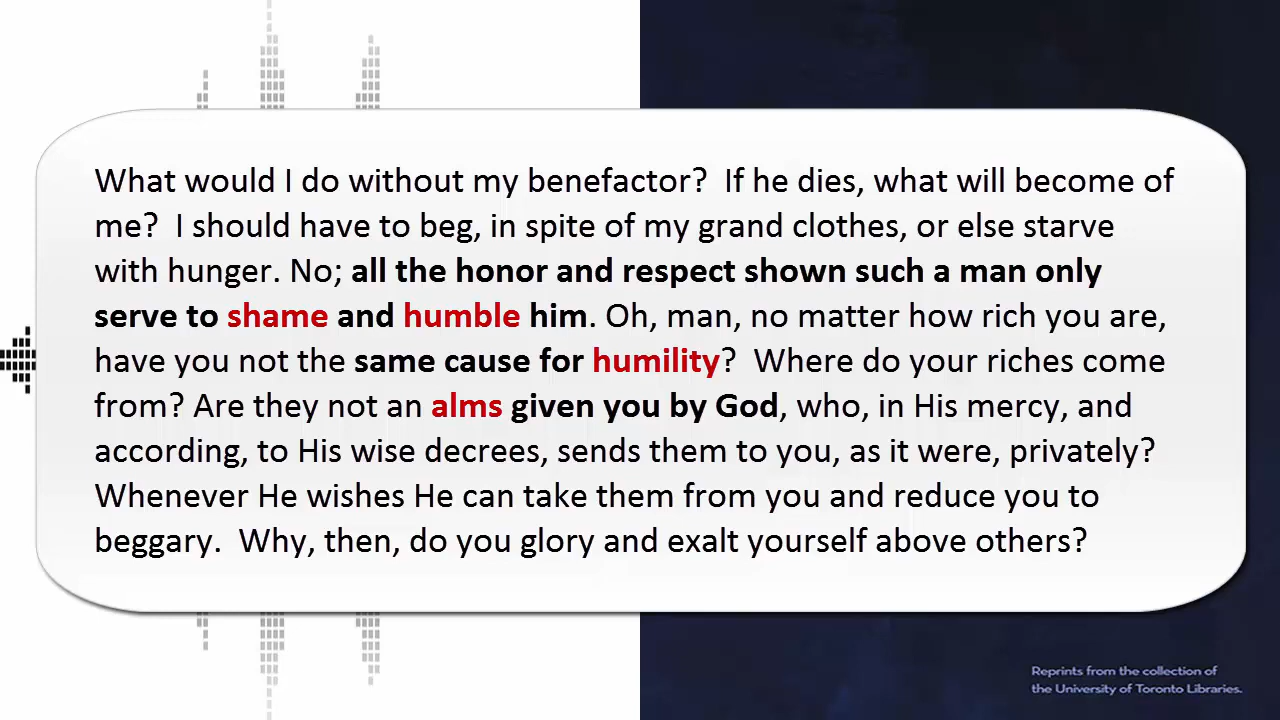 What would I do without my benefactor?  If he dies, what will become of
me?  I should have to beg, in spite of my grand clothes, or else starve
with hunger. No; all the honor and respect shown such a man only
serve to shame and humble him. Oh, man, no matter how rich you are,
have you not the same cause for humility?  Where do your riches come
from? Are they not an alms given you by God, who, in His mercy, and
according, to His wise decrees, sends them to you, as it were, privately?
Whenever He wishes He can take them from you and reduce you to
beggary.  Why, then, do you glory and exalt yourself above others?
Reprints from the collection of
the University of Toronto Libraries.